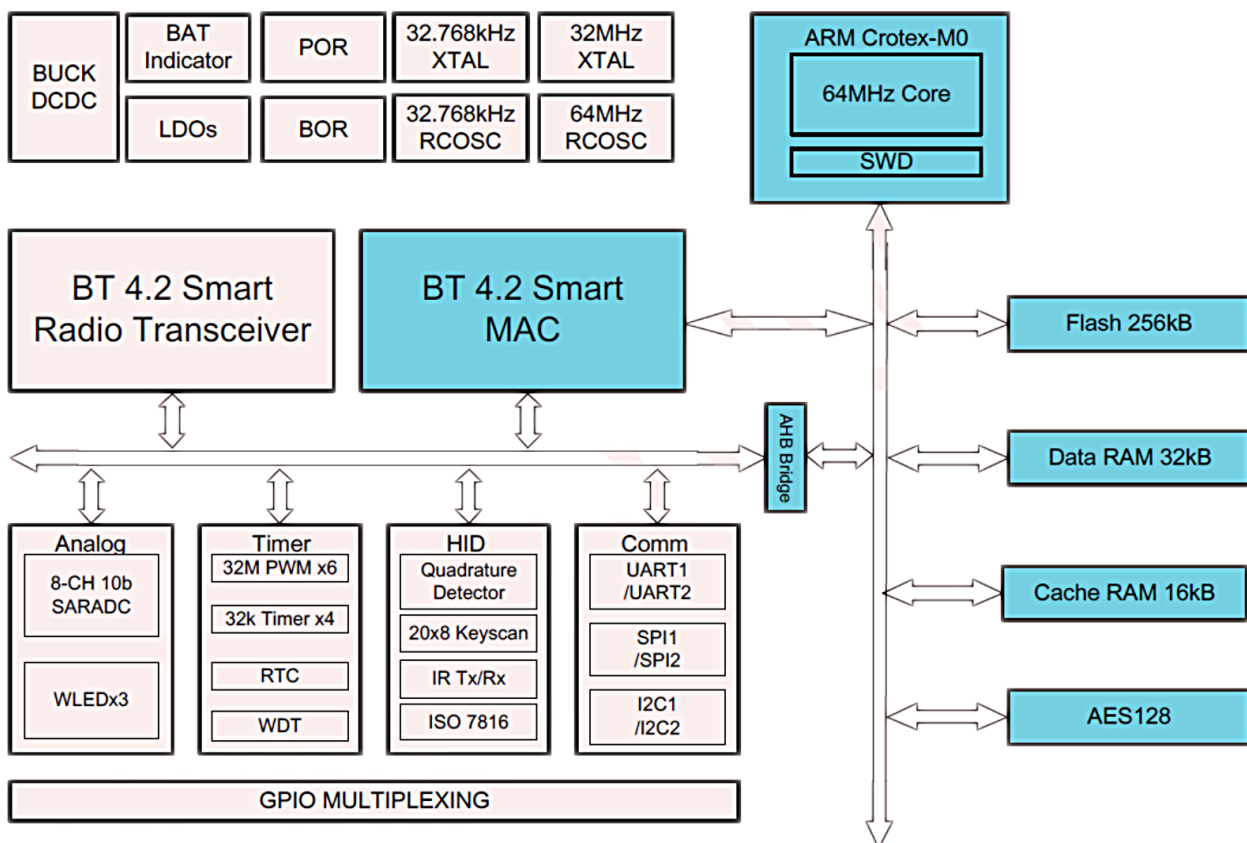 BUCK
DCDC
BAT
Indicator
POR
32.768kHz
XTAL
32MHz
XTAL
LDOs
BOR
32.768kHz
RCOSC
64MHz
RCOSC
ARM Crotex-M0
64MHz Core
SWD
BT 4.2 Smart
Radio Transceiver
BT 4.2 Smart
MAC
Flash 256kB
AHB Bridge
Data RAM 32kB
Cache RAM 16kB
AES128
Analog
8-CH 10b
SARADC
WLEDx3
Timer
32M PWM x6
32k Timer x4
RTC
WDT
HID
Quadrature
Detector
20x8 Keyscan
IR Tx/Rx
ISO 7816
Comm
UART1
/UART2
SPI1
/SPI2
I2C1
/I2C2
GPIO MULTIPLEXING